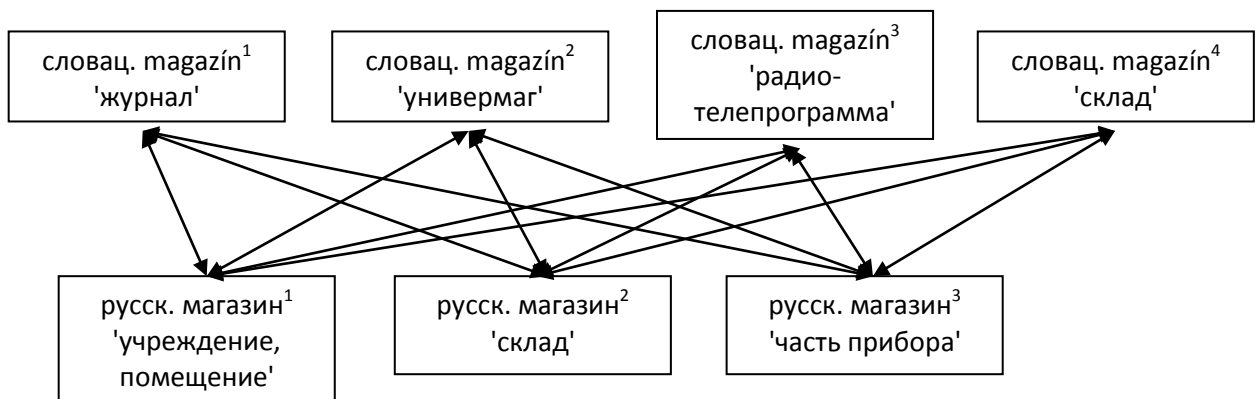 словац. magazín1
'журнал'
словац. magazín2
'универмаг'
словац. magazín3
'радио-
телепрограмма'
словац. magazín4
'склад'
русск. магазин1
'учреждение,
помещение'
русск. магазин2
'склад'
русск. магазин3
'часть прибора'